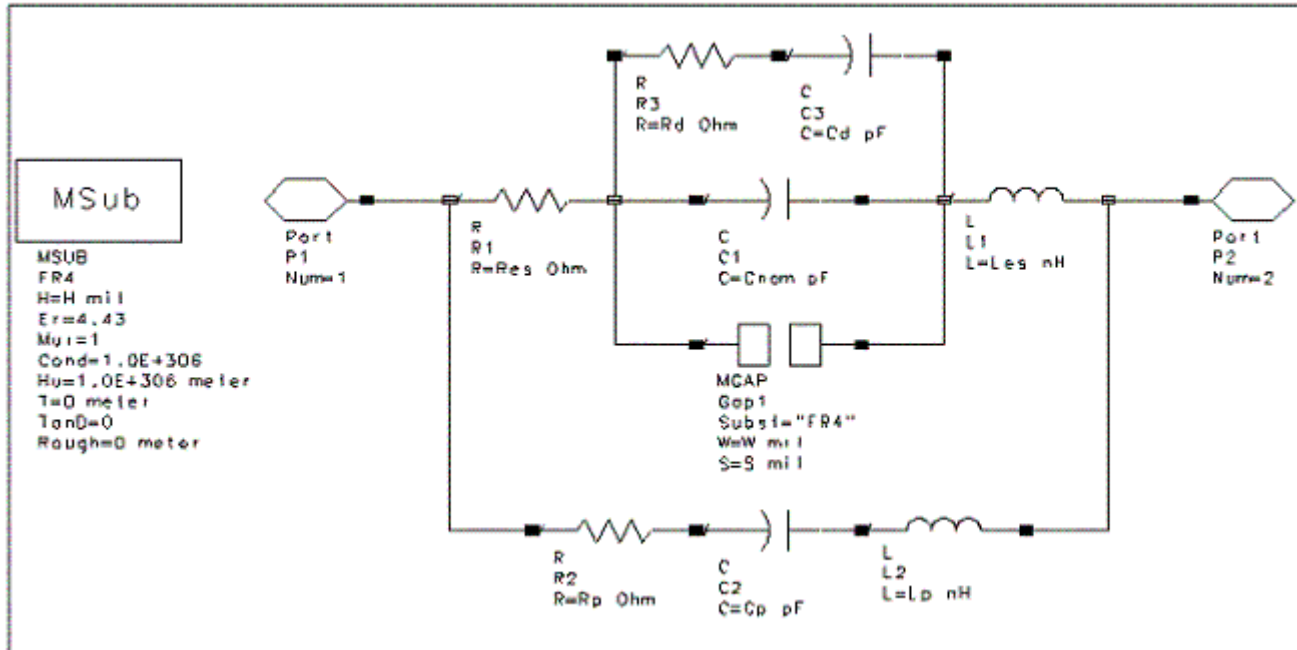 R
R3
R=Rd Ohm
C
C3
C=Cd pF
MSub
MSUB
FR4
H=H mil
Er=4.43
Mur=1
Cond=1.0E+306
Hu=1.0E+306 meter
T=0 meter
TanD=0
Rough=0 meter
Port
P1
Num=1
R
R1
R=Res Ohm
C
C1
C=Cnom pF
L
L1
L=Les nH
Port
P2
Num=2
MGAP
Gap1
Subst="FR4"
W=W mil
S=S mil
R
R2
R=Rp Ohm
C
C2
C=Cp pF
L
L2
L=Lp nH